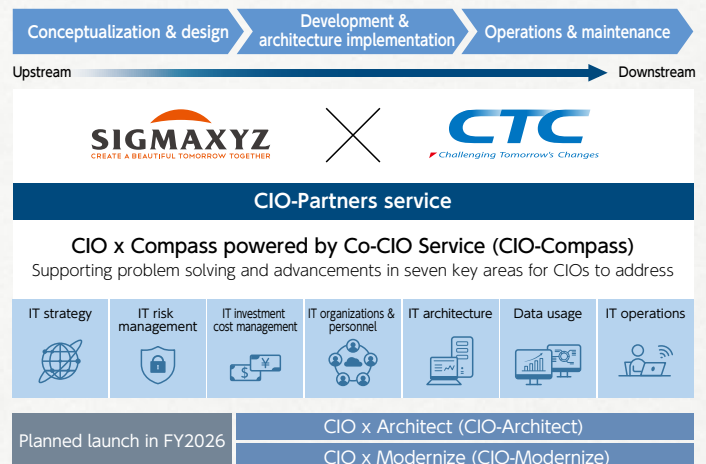 Conceptualization & design
Development &
architecture implementation
Operations & maintenance
Upstream
Downstream
SIGMAXYZ
CREATE A BEAUTIFUL TOMORROW TOGETHER
CTC
Challenging Tomorrow's Changes
CIO-Partners service
CIO x Compass powered by Co-CIO Service (CIO-Compass)
Supporting problem solving and advancements in seven key areas for CIOs to address
IT strategy
IT risk
management
IT investment
cost management
IT organizations &
personnel
IT architecture
Data usage
IT operations
$
¥
Planned launch in FY2026
CIO x Architect (CIO-Architect)
CIO x Modernize (CIO-Modernize)